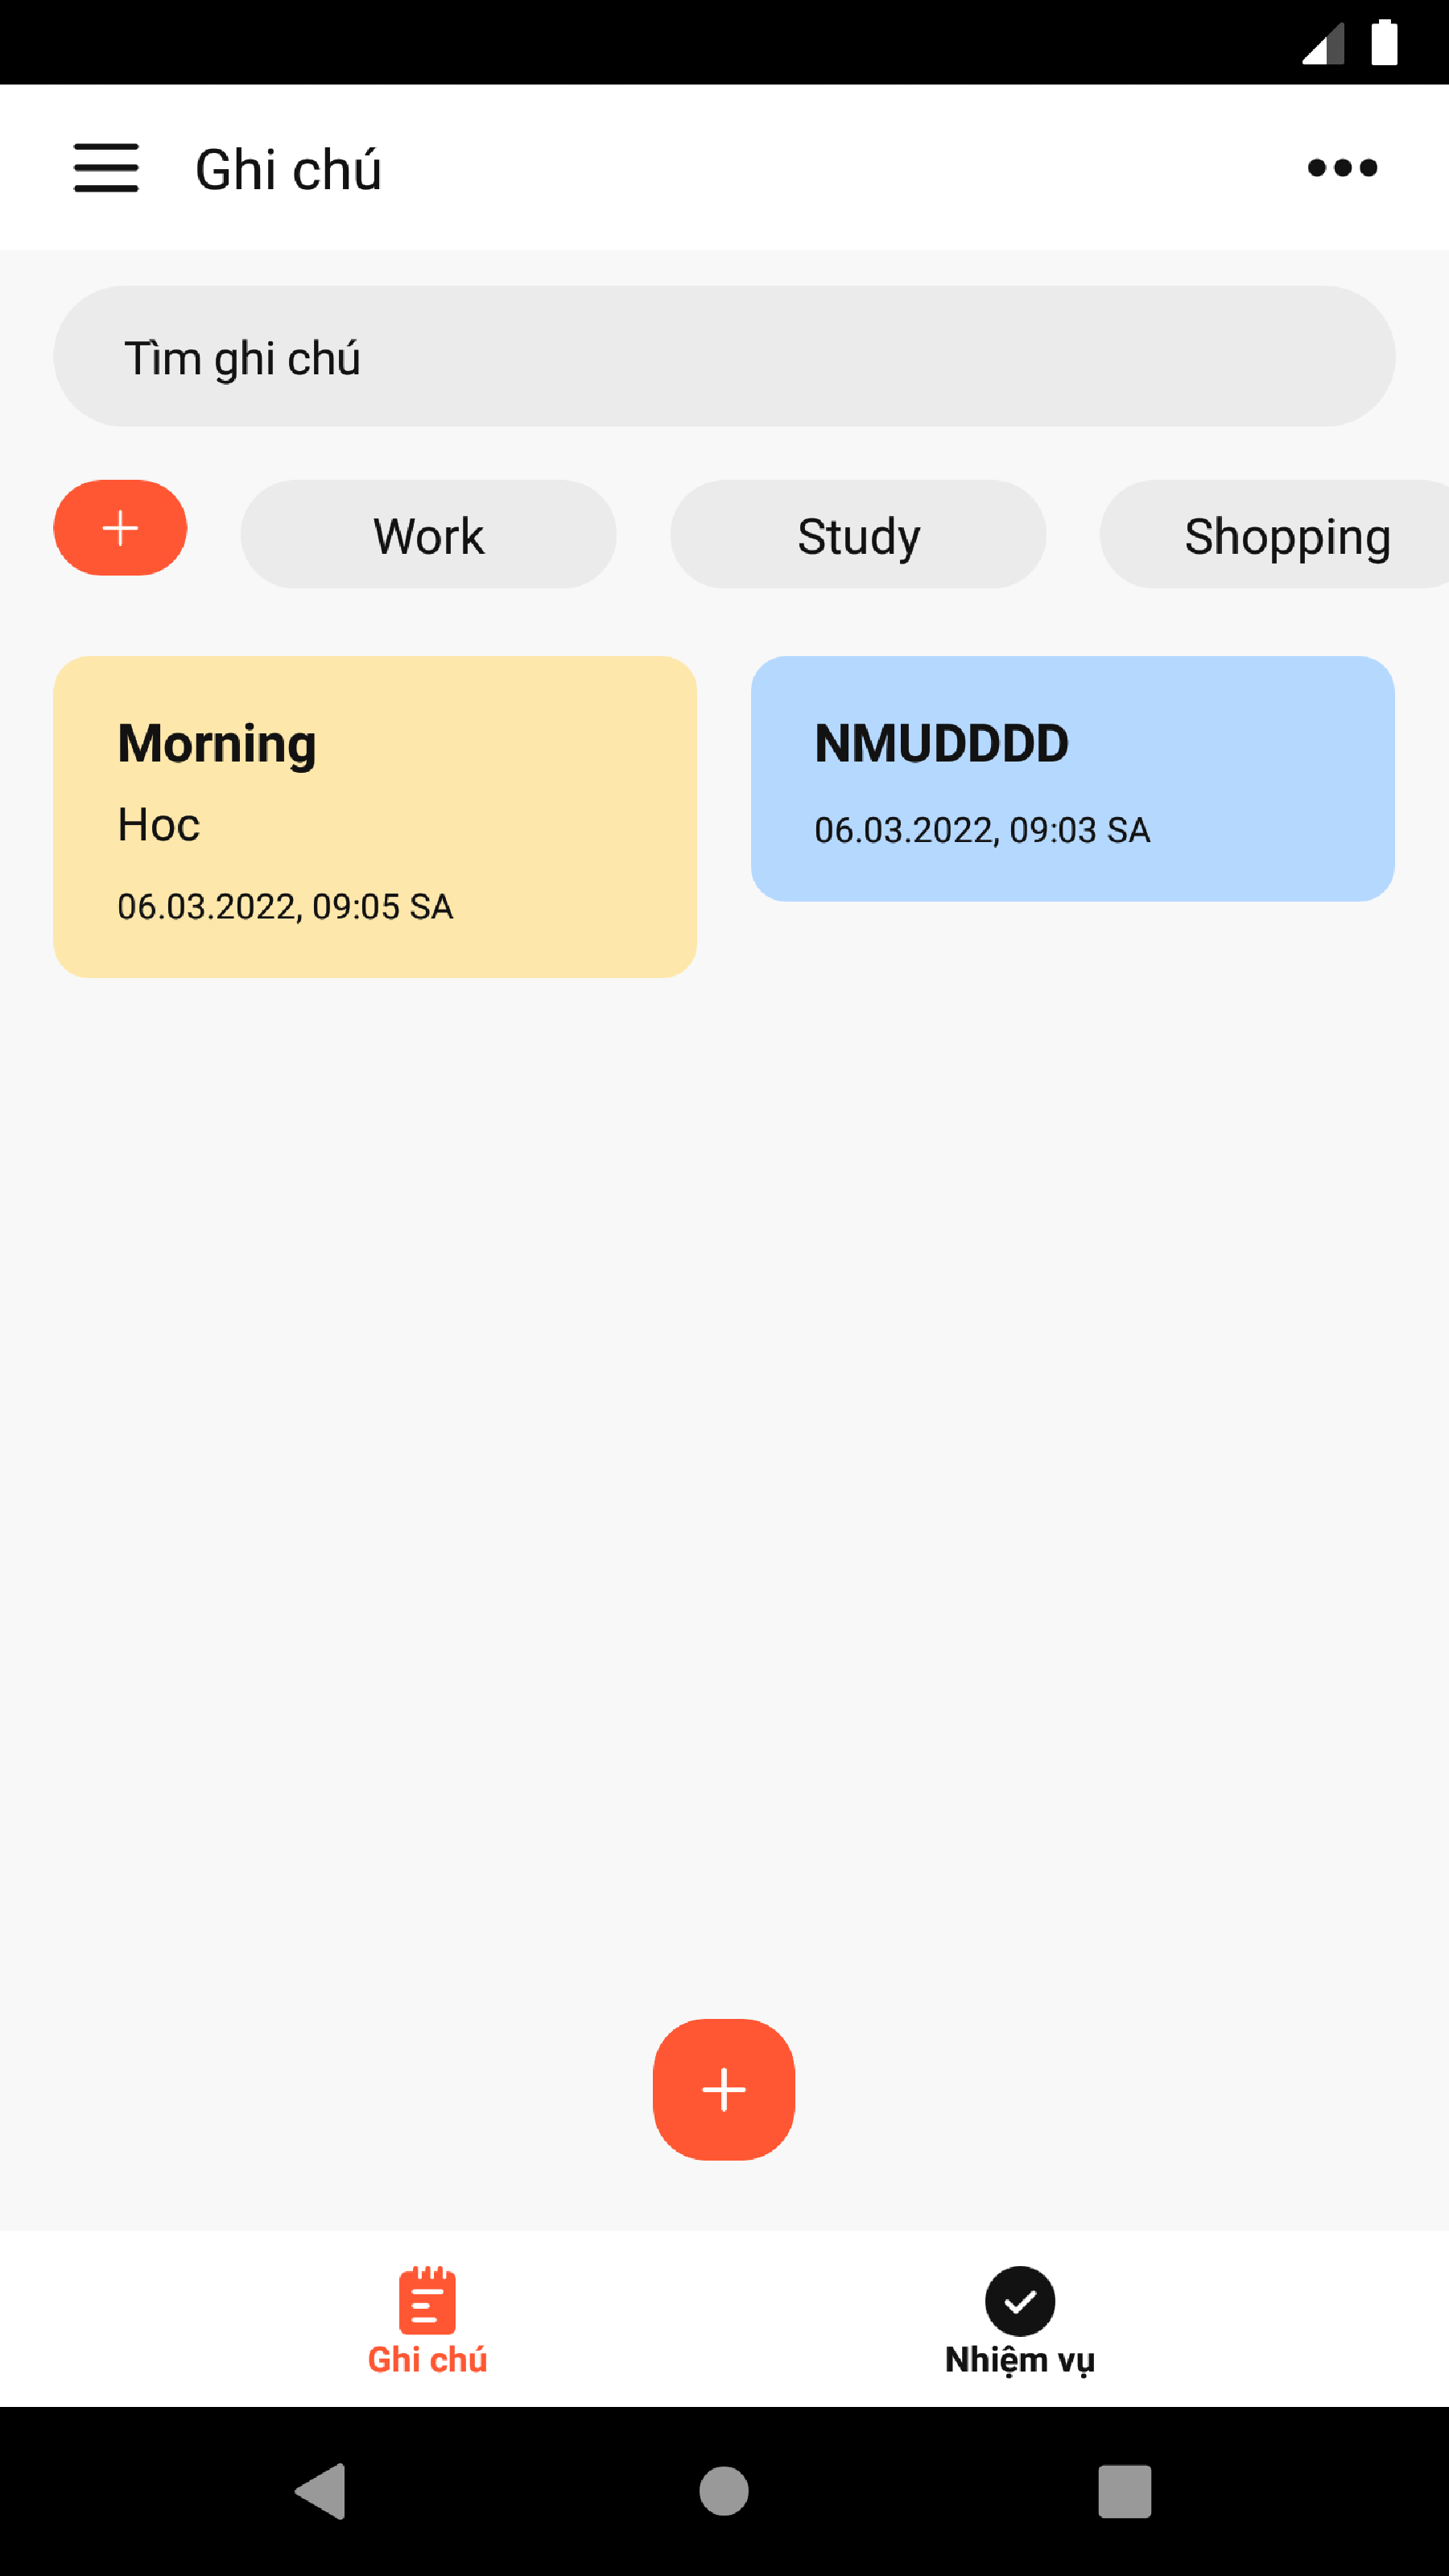 Ghi chú
Tìm ghi chú
Work
Study
Shopping
Morning
Hoc
06.03.2022, 09:05 SA
NMUDDDD
06.03.2022, 09:03 SA
Ghi chú
Nhiệm vụ